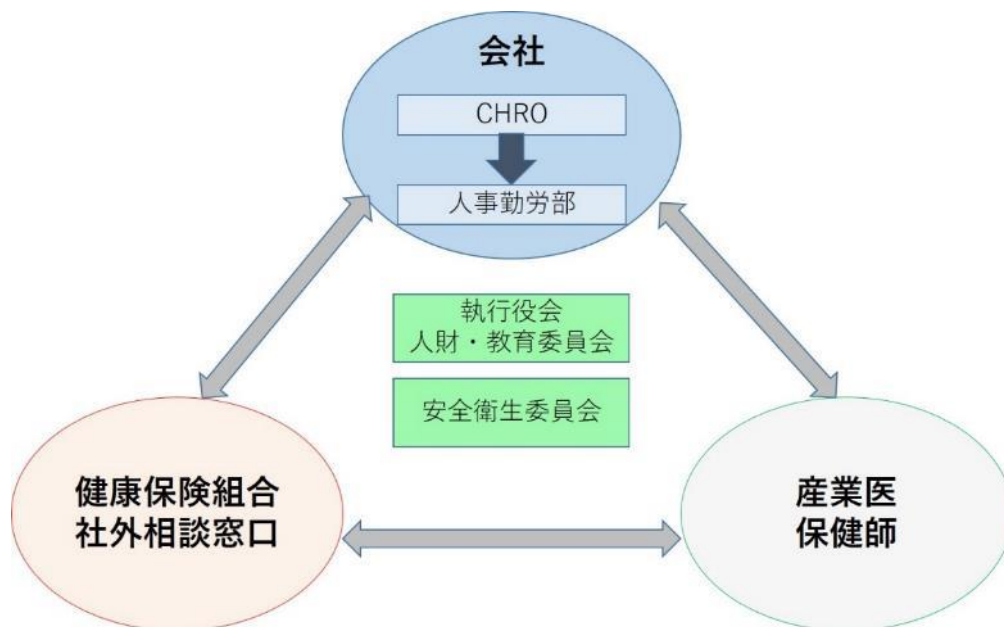 会社
CHRO
人事勤労部
執行役会
人財・教育委員会
安全衛生委員会
健康保険組合
社外相談窓口
産業医
保健師